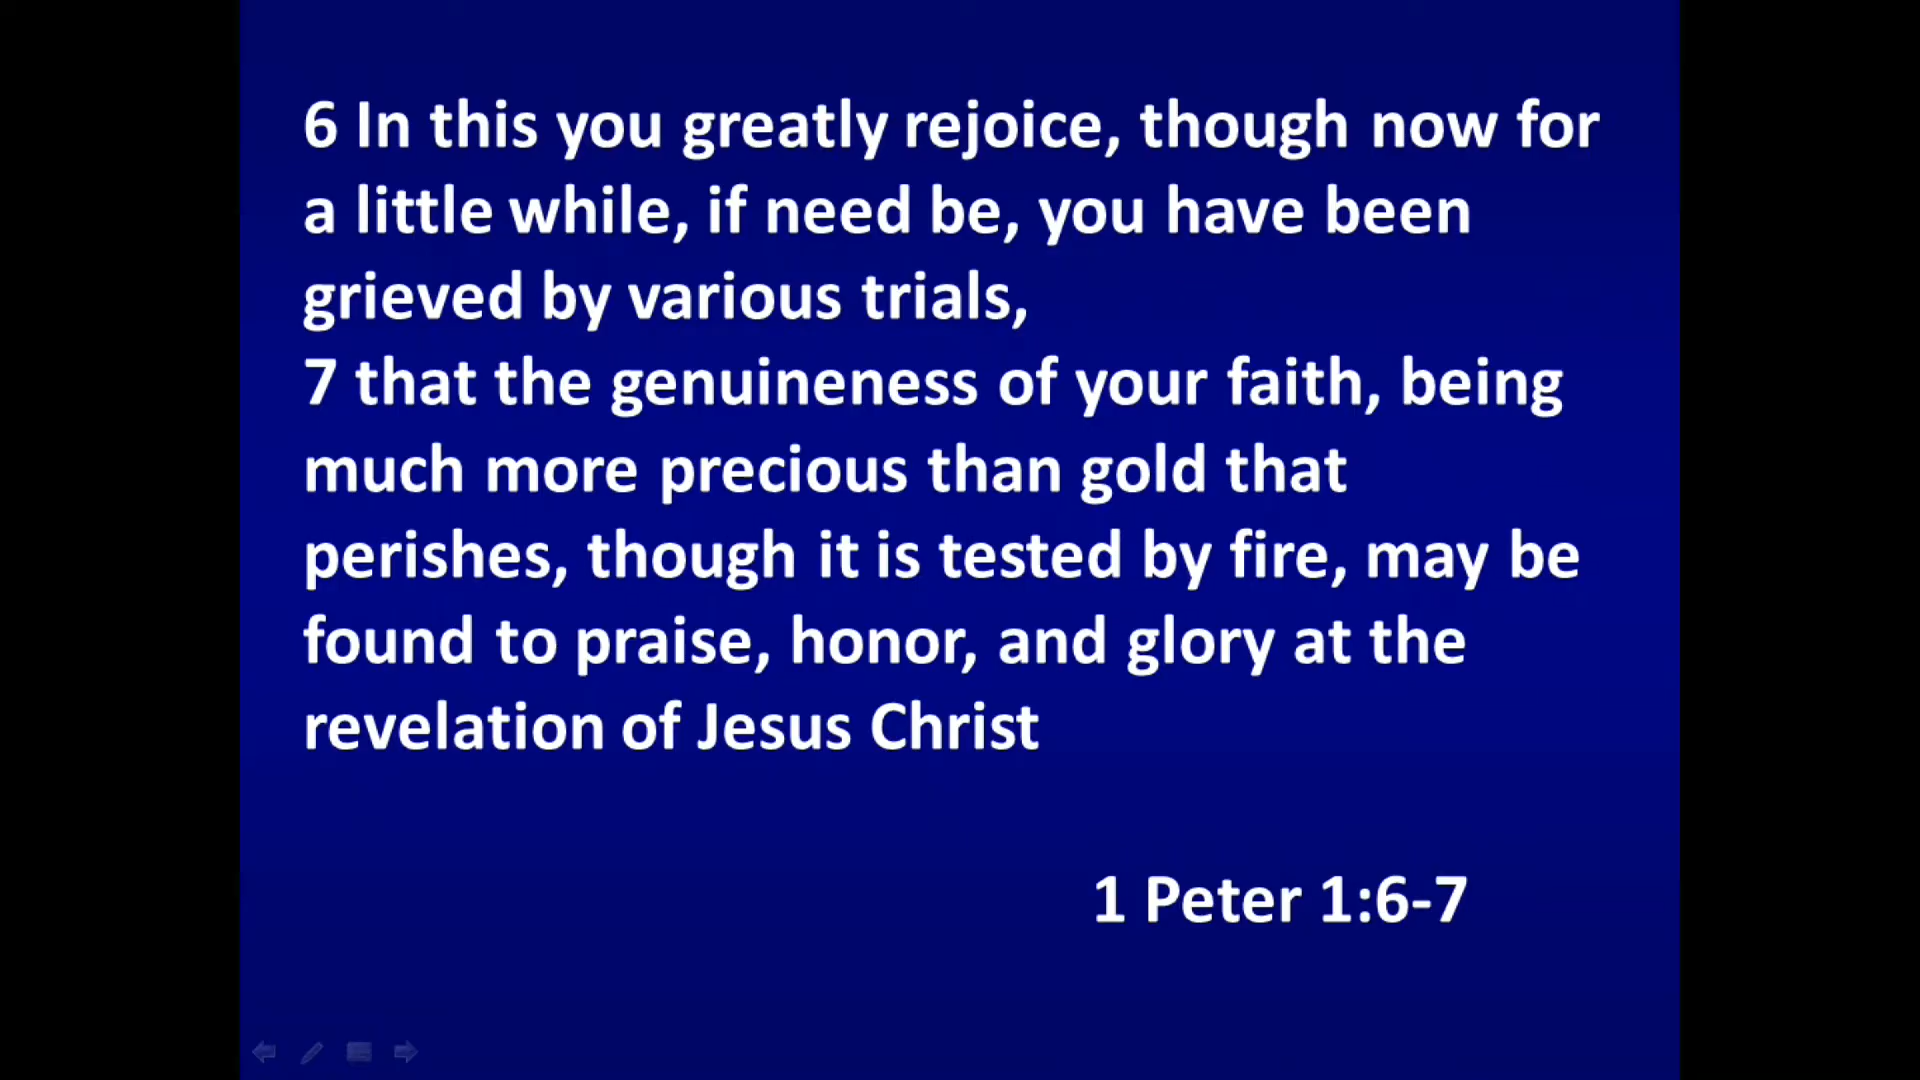 6 In this you greatly rejoice, though now for
a little while, if need be, you have been
grieved by various trials,
7 that the genuineness of your faith, being
much more precious than gold that
perishes, though it is tested by fire, may be
found to praise, honor, and glory at the
revelation of Jesus Christ
1 Peter 1:6-7